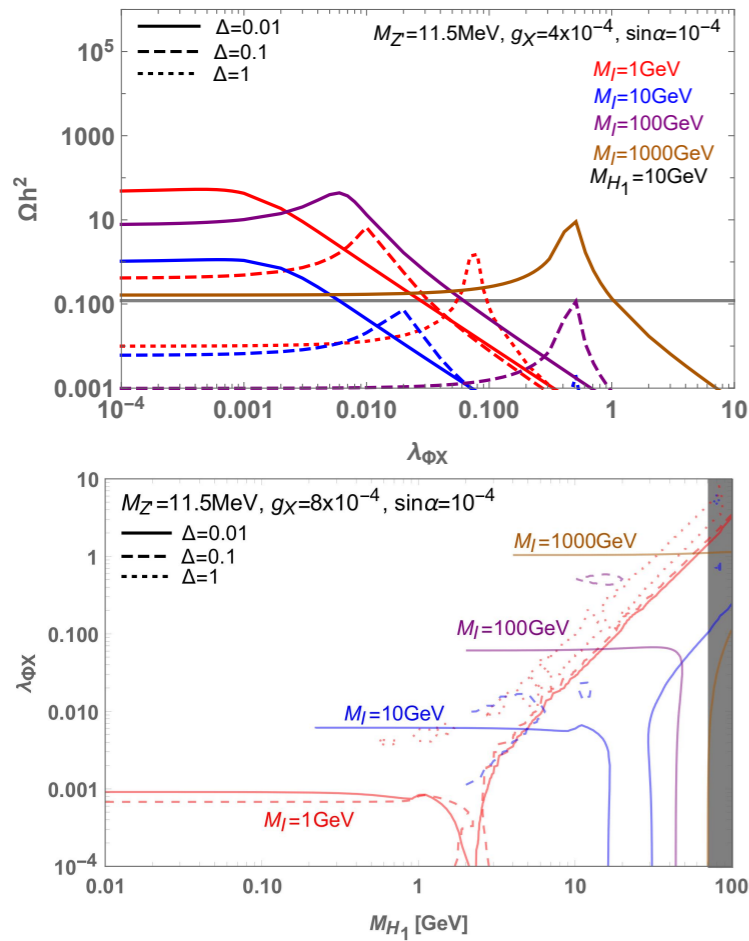 M_Z'=11.5MeV, g_X=4x10^-4, sinα=10^-4
Δ=0.01
Δ=0.1
Δ=1
M_I=1GeV
M_I=10GeV
M_I=100GeV
M_I=1000GeV
M_H_1=10GeV
Ωh^2
10^5
1000
10
0.100
0.001
10^-4 0.001 0.010 0.100 1 10
λ_ΦX
M_Z'=11.5MeV, g_X=8x10^-4, sinα=10^-4
Δ=0.01
Δ=0.1
Δ=1
M_I=1000GeV
M_I=100GeV
M_I=10GeV
M_I=1GeV
λ_ΦX
10
1
0.100
0.010
0.001
10^-4
0.01 0.10 1 10 100
M_H_1 [GeV]